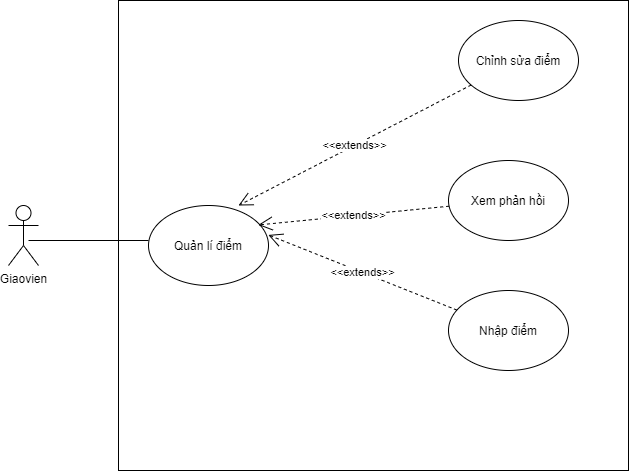 Chỉnh sửa điểm
<<extends>>
Xem phản hồi
<<extends>>
Quản lí điểm
<<extends>>
Giaovien
Nhập điểm